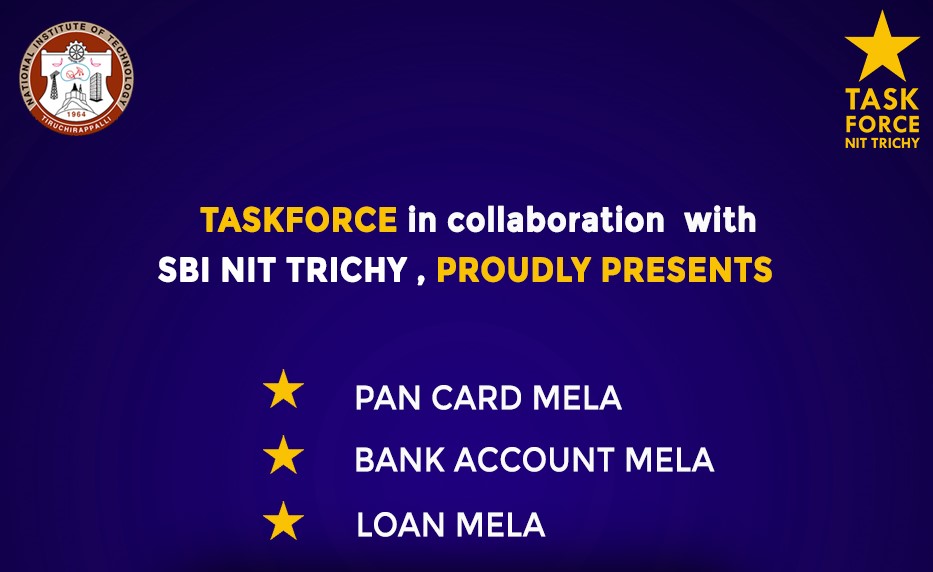 NATIONAL INSTITUTE OF TECHNOLOGY
1964
TIRUCHIRAPPALLI
TASK
FORCE
NIT TRICHY
TASKFORCE in collaboration with
SBI NIT TRICHY , PROUDLY PRESENTS
PAN CARD MELA
BANK ACCOUNT MELA
LOAN MELA